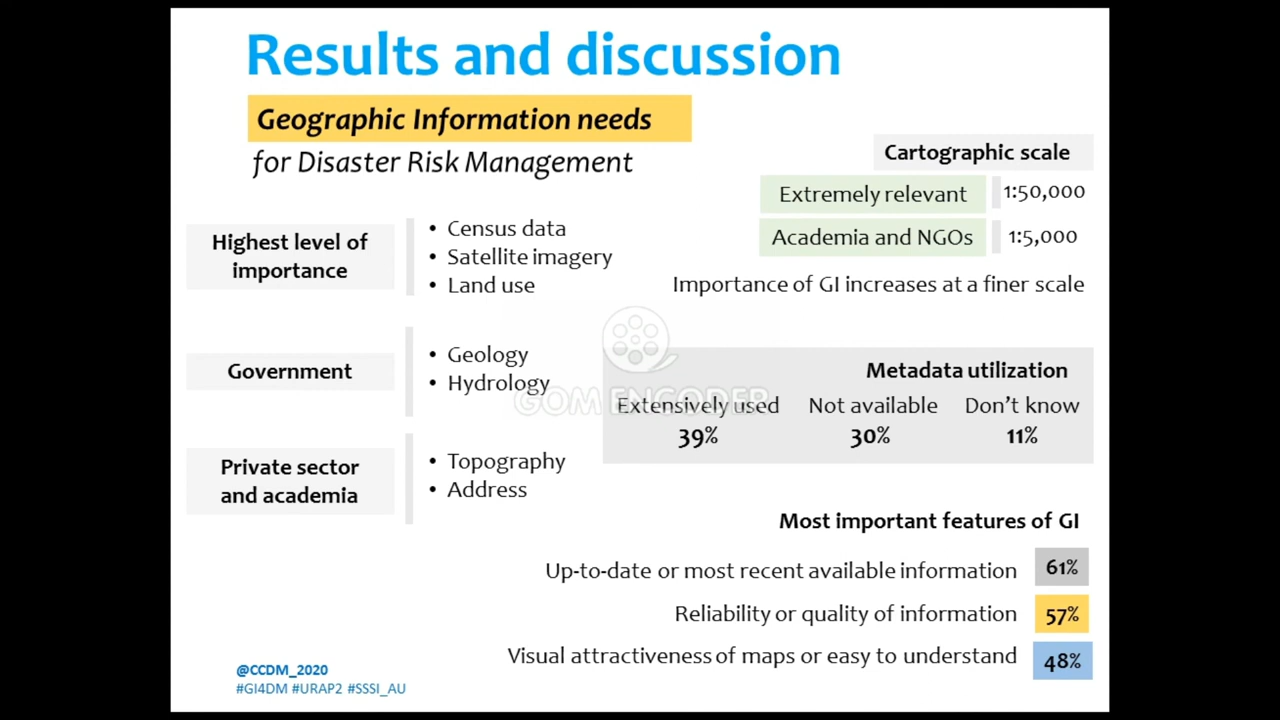 Results and discussion
Geographic Information needs
for Disaster Risk Management
Highest level of
importance
• Census data
• Satellite imagery
• Land use
Government
• Geology
• Hydrology
Private sector
and academia
• Topography
• Address
Cartographic scale
Extremely relevant 1:50,000
Academia and NGOs 1:5,000
Importance of GI increases at a finer scale
Metadata utilization
Extensively used Not available Don't know
39% 30% 11%
Most important features of GI
Up-to-date or most recent available information 61%
Reliability or quality of information 57%
Visual attractiveness of maps or easy to understand 48%
@CCDM_2020
#GI4DM #URAP2 #SSSI_AU
GOM ENCODER